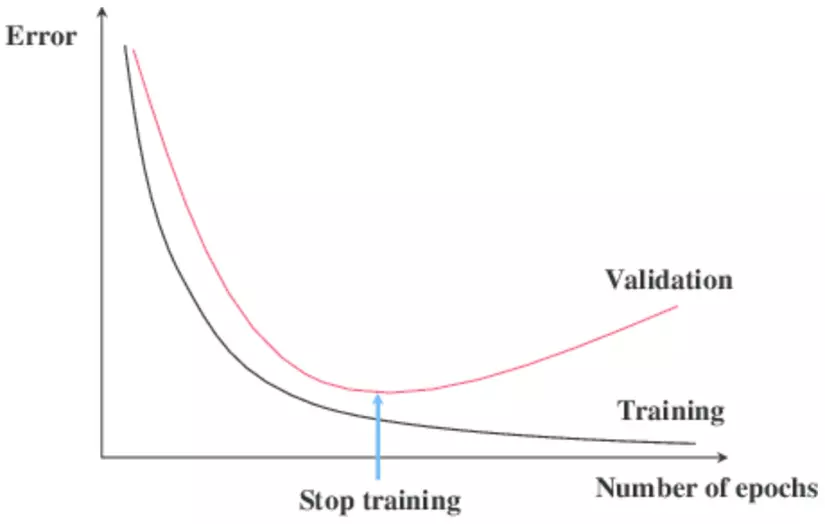 Error
Validation
Training
Number of epochs
Stop training